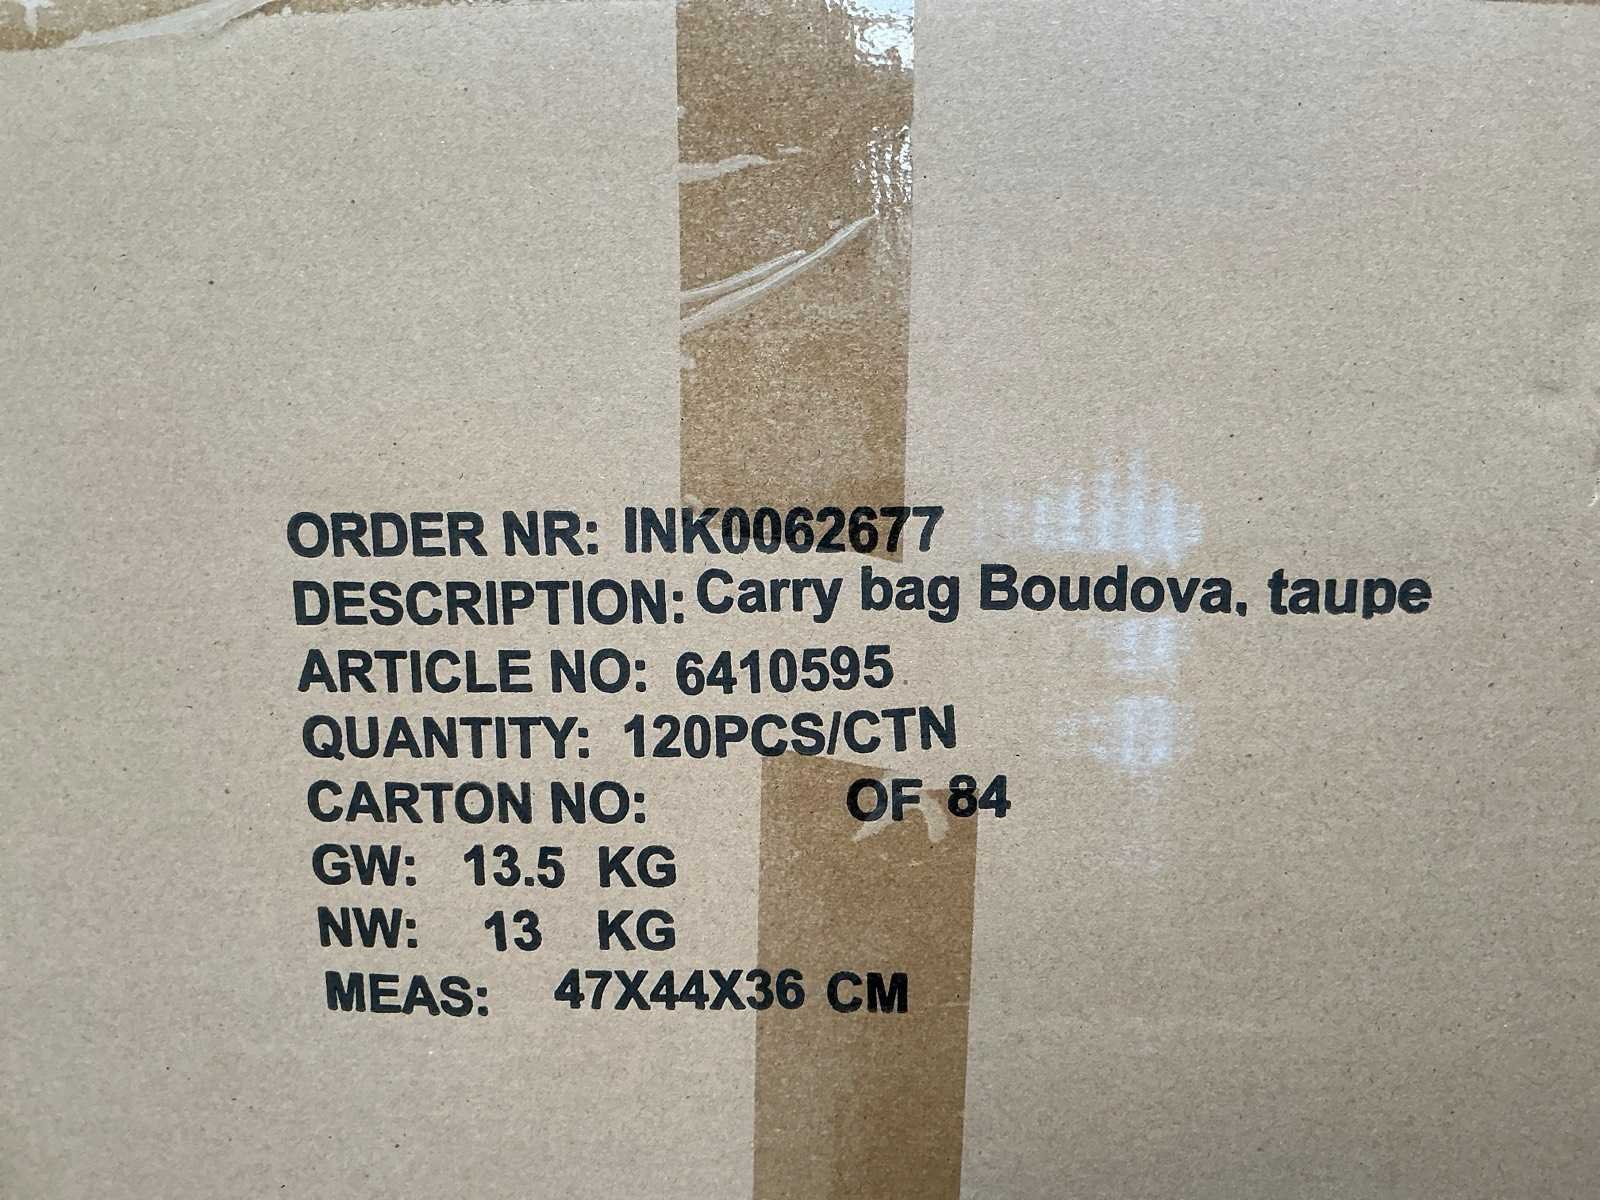 ORDER NR: INK0062677
DESCRIPTION: Carry bag Boudova, taupe
ARTICLE NO: 6410595
QUANTITY: 120PCS/CTN
CARTON NO: OF 84
GW: 13.5 KG
NW: 13 KG
MEAS: 47X44X36 CM